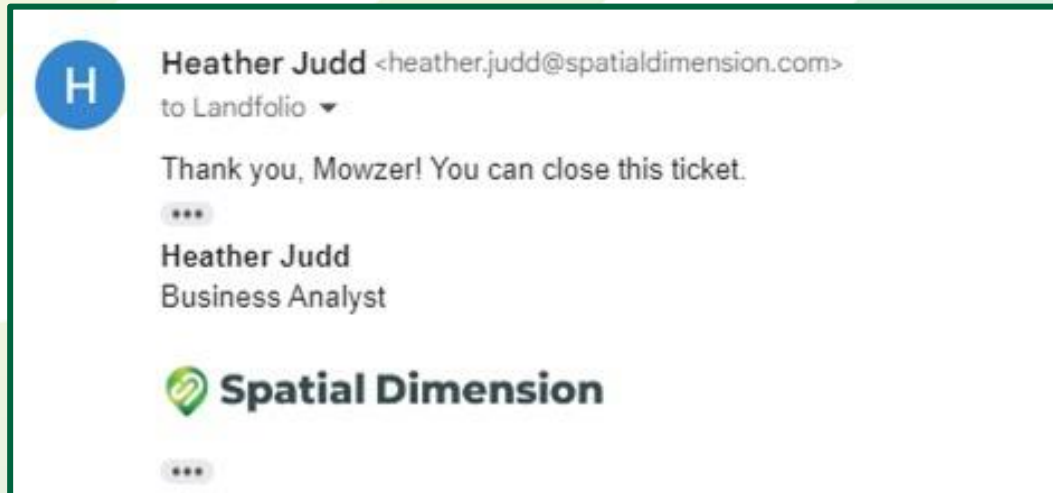 H
Heather Judd <heather.judd@spatialdimension.com>
to Landfolio
Thank you, Mowzer! You can close this ticket.
Heather Judd
Business Analyst
Spatial Dimension